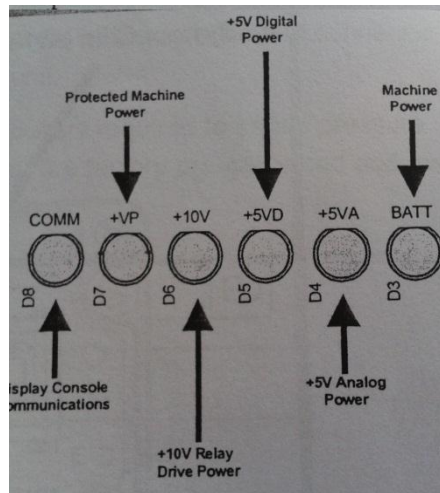 +5V Digital
Power
Protected Machine
Power
Machine
Power
COMM +VP +10V +5VD +5VA BATT
D8 D7 D6 D5 D4 D3
isplay Console
ommunications
+5V Analog
Power
+10V Relay
Drive Power